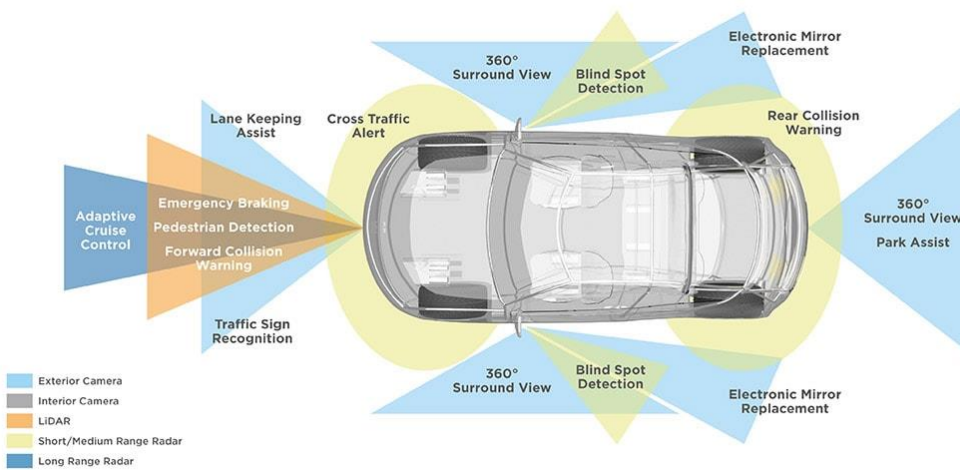 Electronic Mirror
Replacement
360°
Surround View
Blind Spot
Detection
Lane Keeping
Assist
Cross Traffic
Alert
Rear Collision
Warning
Adaptive
Cruise
Control
Emergency Braking
Pedestrian Detection
Forward Collision
Warning
360°
Surround View
Park Assist
Traffic Sign
Recognition
360°
Surround View
Blind Spot
Detection
Electronic Mirror
Replacement
Exterior Camera
Interior Camera
LiDAR
Short/Medium Range Radar
Long Range Radar